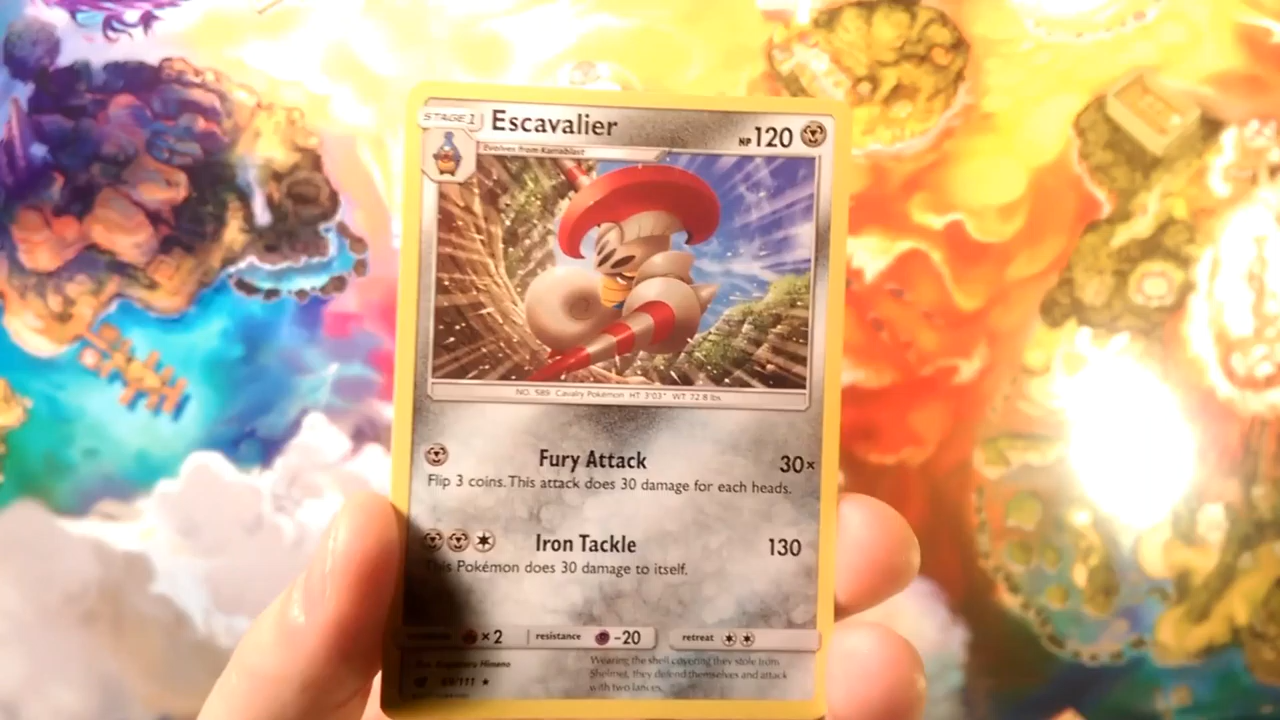 STAGE 1 Escavalier HP 120
Evolves from Karrablast
NO. 589 Cavalry Pokémon HT 3'03" WT 72.8 lbs.
Fury Attack 30×
Flip 3 coins. This attack does 30 damage for each heads.
Iron Tackle 130
This Pokémon does 30 damage to itself.
×2 resistance -20 retreat
Wearing the shell covering they stole from
Shelmet, they defend themselves and attack
with two lances.
Himeno
/111